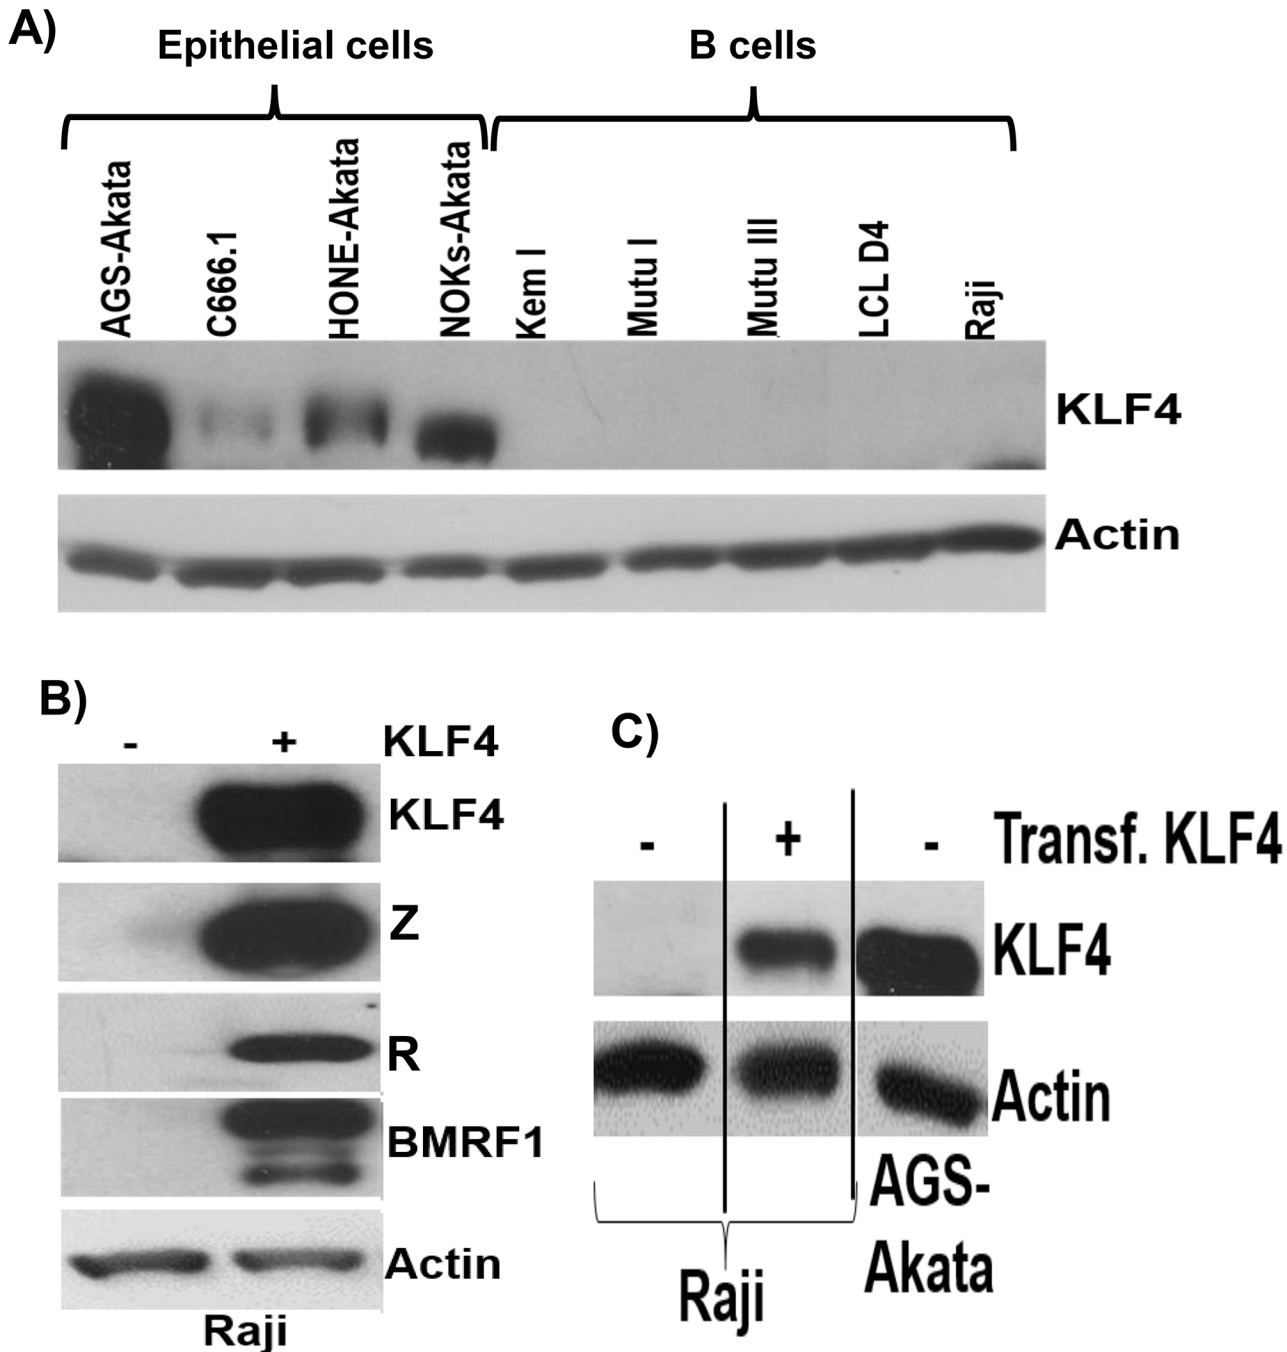 A)
Epithelial cells
B cells
AGS-Akata
C666.1
HONE-Akata
NOKs-Akata
Kem I
Mutu I
Mutu III
LCL D4
Raji
KLF4
Actin
B)
- + KLF4
KLF4
Z
R
BMRF1
Actin
Raji
C)
- + - Transf. KLF4
KLF4
Actin
Raji
AGS-
Akata